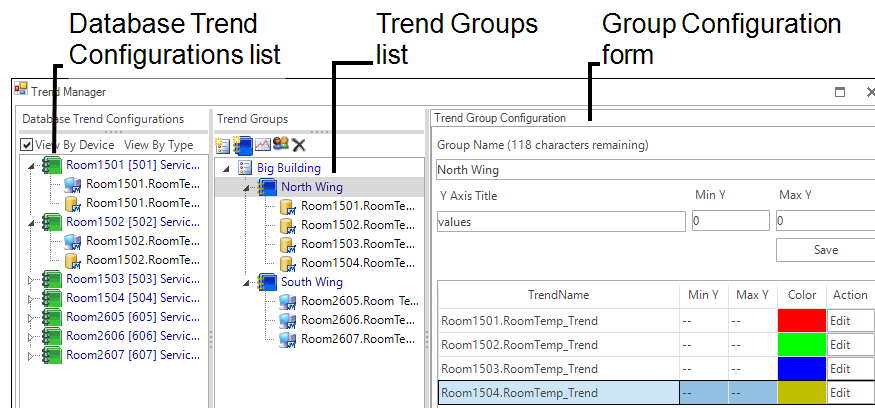 Database Trend
Configurations list
Trend Groups
list
Group Configuration
form
Trend Manager
Database Trend Configurations
View By Device View By Type
Room1501 [501] Servic...
Room1501.RoomTe...
Room1501.RoomTe...
Room1502 [502] Servic...
Room1502.RoomTe...
Room1502.RoomTe...
Room1503 [503] Servic...
Room1504 [504] Servic...
Room2605 [605] Servic...
Room2606 [606] Servic...
Room2607 [607] Servic...
Trend Groups
Big Building
North Wing
Room1501.RoomTe...
Room1502.RoomTe...
Room1503.RoomTe...
Room1504.RoomTe...
South Wing
Room2605.Room Te...
Room2606.RoomTe...
Room2607.RoomTe...
Trend Group Configuration
Group Name (118 characters remaining)
North Wing
Y Axis Title Min Y Max Y
values 0 0
Save
TrendName Min Y Max Y Color Action
Room1501.RoomTemp_Trend -- -- Edit
Room1502.RoomTemp_Trend -- -- Edit
Room1503.RoomTemp_Trend -- -- Edit
Room1504.RoomTemp_Trend -- -- Edit